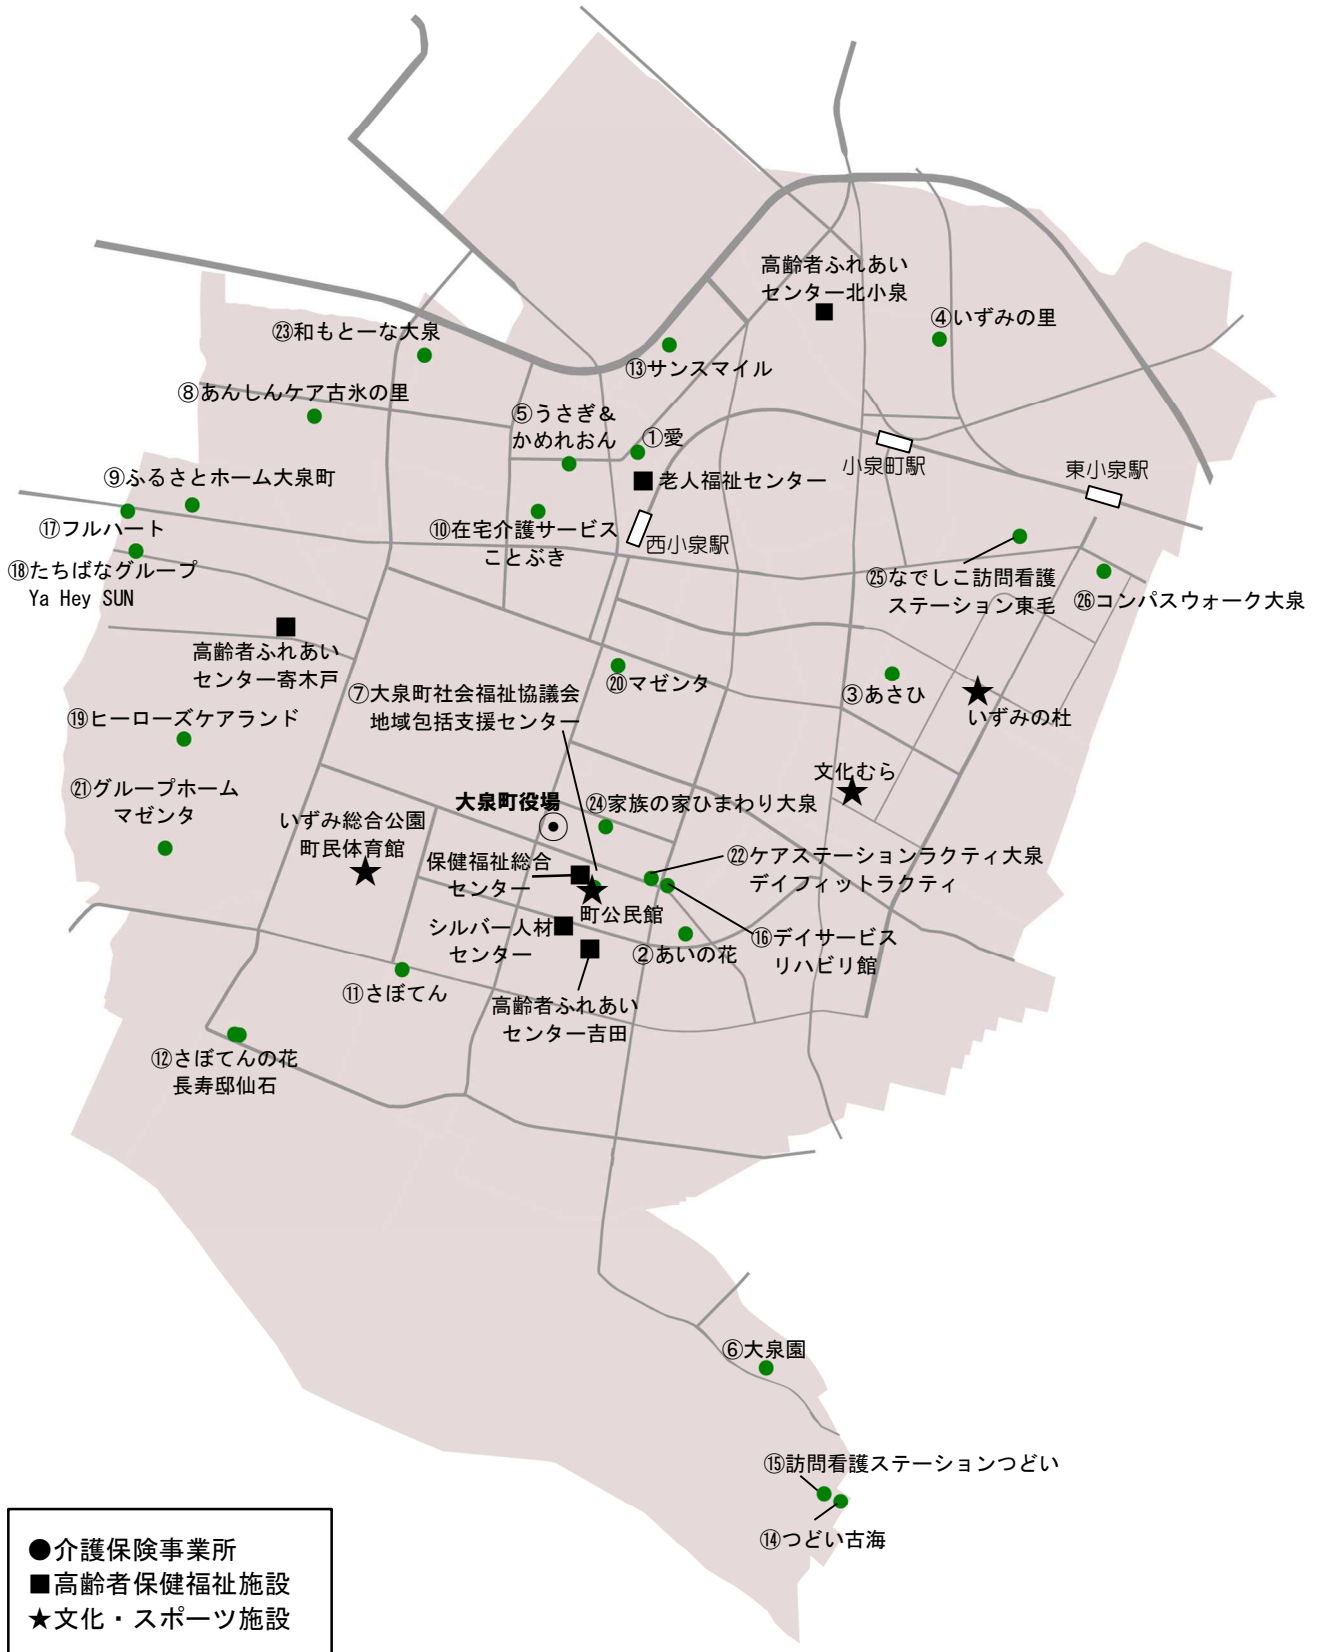 高齢者ふれあい
センター北小泉
④いずみの里
㉓和もとーな大泉
⑬サンスマイル
⑧あんしんケア古氷の里
⑤うさぎ＆
かめれおん
①愛
小泉町駅
東小泉駅
⑨ふるさとホーム大泉町
老人福祉センター
⑰フルハート
⑩在宅介護サービス
ことぶき
西小泉駅
⑱たちばなグループ
Ya Hey SUN
㉕なでしこ訪問看護
ステーション東毛
㉖コンパスウォーク大泉
高齢者ふれあい
センター寄木戸
⑦大泉町社会福祉協議会
地域包括支援センター
⑳マゼンタ
③あさひ
いずみの杜
⑲ヒーローズケアランド
文化むら
㉑グループホーム
マゼンタ
大泉町役場
㉔家族の家ひまわり大泉
いずみ総合公園
町民体育館
保健福祉総合
センター
㉒ケアステーションラクティ大泉
デイフィットラクティ
町公民館
シルバー人材
センター
②あいの花
⑯デイサービス
リハビリ館
⑪さぼてん
高齢者ふれあい
センター吉田
⑫さぼてんの花
長寿邸仙石
⑥大泉園
⑮訪問看護ステーションつどい
⑭つどい古海
●介護保険事業所
■高齢者保健福祉施設
★文化・スポーツ施設